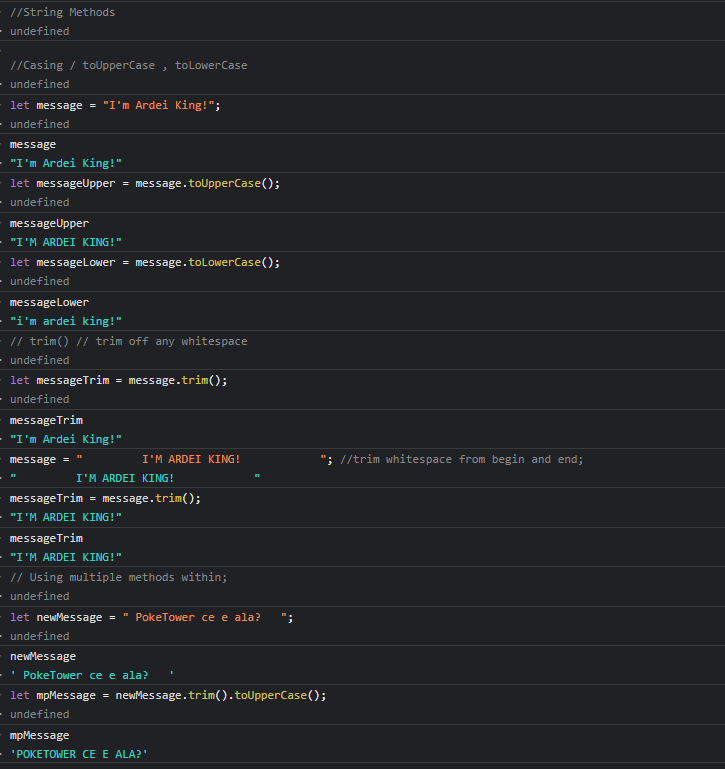 //String Methods
undefined
//Casing / toUpperCase , toLowerCase
undefined
let message = "I'm Ardei King!";
undefined
message
"I'm Ardei King!"
let messageUpper = message.toUpperCase();
undefined
messageUpper
"I'M ARDEI KING!"
let messageLower = message.toLowerCase();
undefined
messageLower
"i'm ardei king!"
// trim() // trim off any whitespace
undefined
let messageTrim = message.trim();
undefined
messageTrim
"I'm Ardei King!"
message = "         I'M ARDEI KING!            "; //trim whitespace from begin and end;
"         I'M ARDEI KING!            "
messageTrim = message.trim();
"I'M ARDEI KING!"
messageTrim
"I'M ARDEI KING!"
// Using multiple methods within;
undefined
let newMessage = " PokeTower ce e ala?   ";
undefined
newMessage
' PokeTower ce e ala?   '
let mpMessage = newMessage.trim().toUpperCase();
undefined
mpMessage
'POKETOWER CE E ALA?'